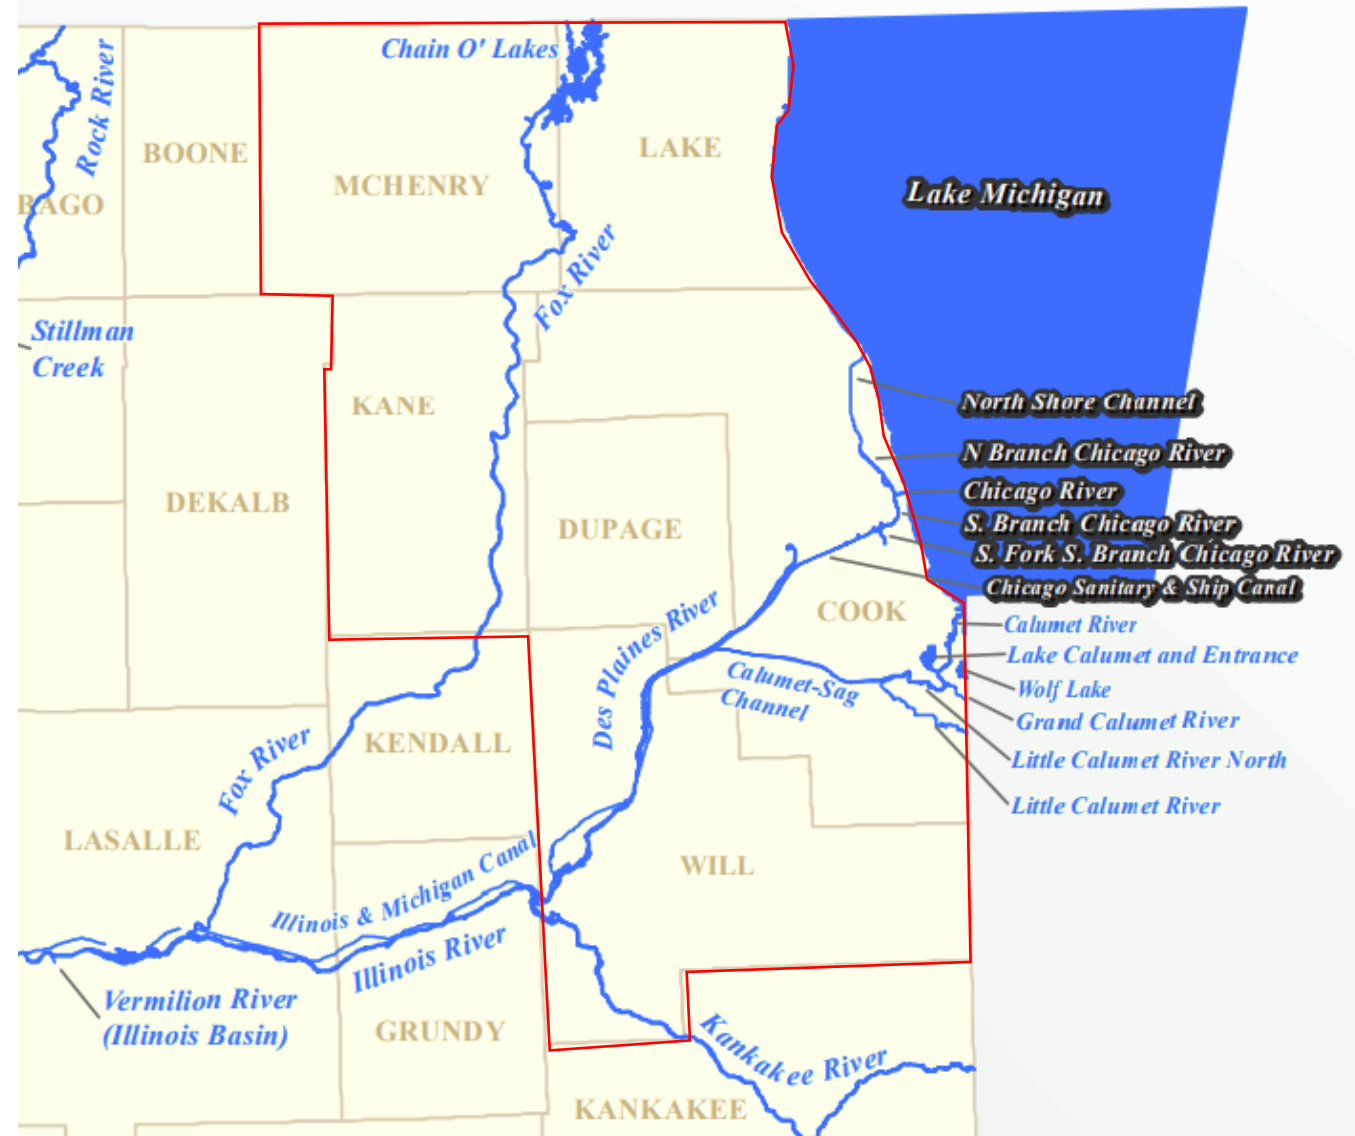 Chain O' Lakes
Rock River
BOONE
LAKE
MCHENRY
BAGO
Lake Michigan
Fox River
Stillman
Creek
KANE
North Shore Channel
N Branch Chicago River
Chicago River
DEKALB
S. Branch Chicago River
DUPAGE
S. Fork S. Branch Chicago River
Chicago Sanitary & Ship Canal
COOK
Calumet River
Des Plaines River
Lake Calumet and Entrance
Wolf Lake
Calumet-Sag
Channel
Grand Calumet River
KENDALL
Fox River
Little Calumet River North
Little Calumet River
LASALLE
WILL
Illinois & Michigan Canal
Illinois River
Vermilion River
(Illinois Basin)
GRUNDY
Kankakee River
KANKAKEE